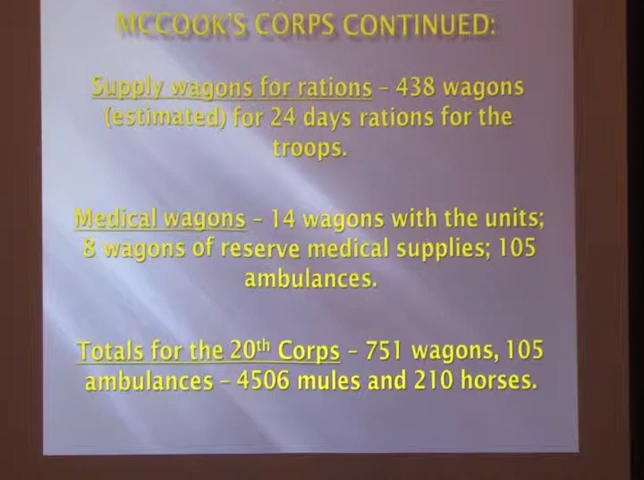 MCCOOK'S CORPS CONTINUED:
Supply wagons for rations – 438 wagons
(estimated) for 24 days rations for the
troops.
Medical wagons – 14 wagons with the units;
8 wagons of reserve medical supplies; 105
ambulances.
Totals for the 20th Corps – 751 wagons, 105
ambulances – 4506 mules and 210 horses.